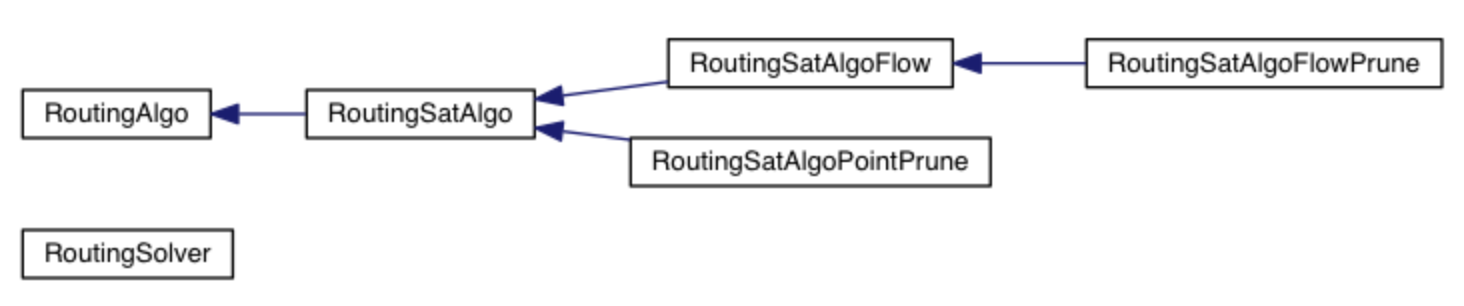 RoutingSatAlgoFlow
RoutingSatAlgoFlowPrune
RoutingAlgo
RoutingSatAlgo
RoutingSatAlgoPointPrune
RoutingSolver